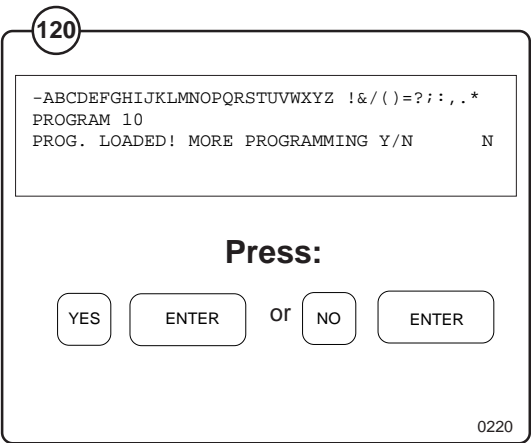 120
-ABCDEFGHIJKLMNOPQRSTUVWXYZ !&/()=?;:,.*
PROGRAM 10
PROG. LOADED! MORE PROGRAMMING Y/N N
Press:
YES ENTER or NO ENTER
0220